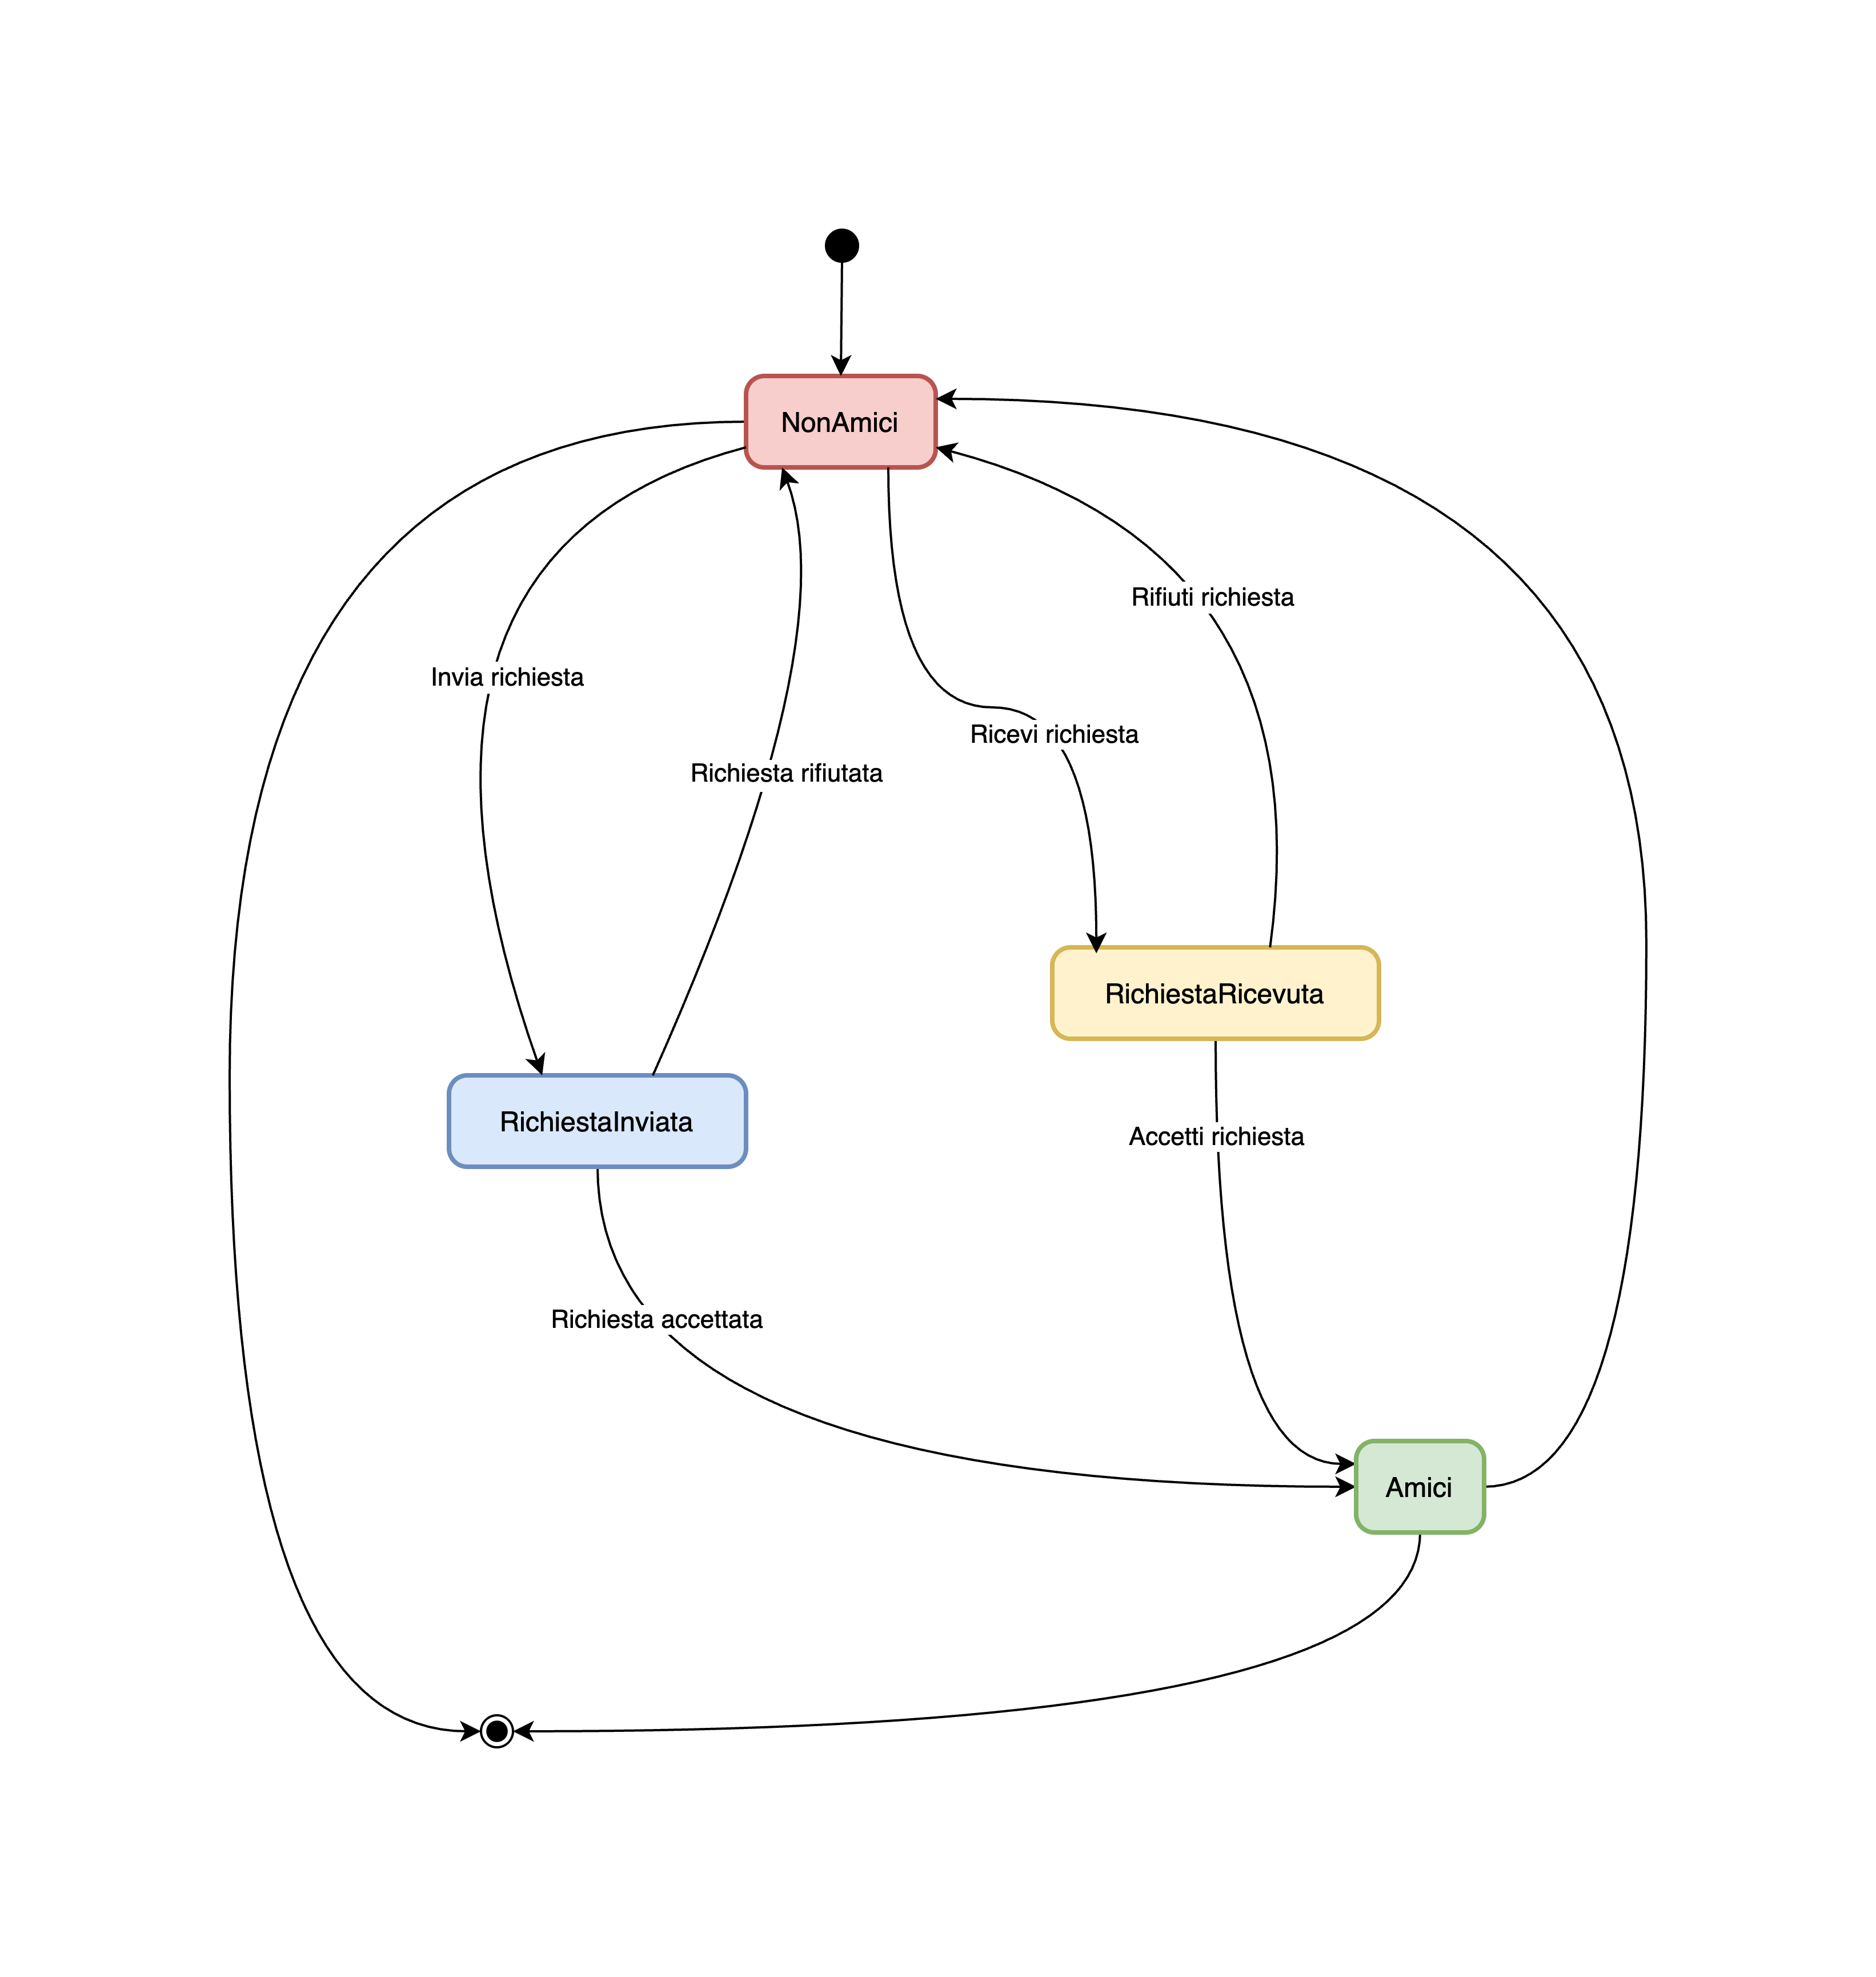 NonAmici
Rifiuti richiesta
Invia richiesta
Ricevi richiesta
Richiesta rifiutata
RichiestaRicevuta
RichiestaInviata
Accetti richiesta
Richiesta accettata
Amici